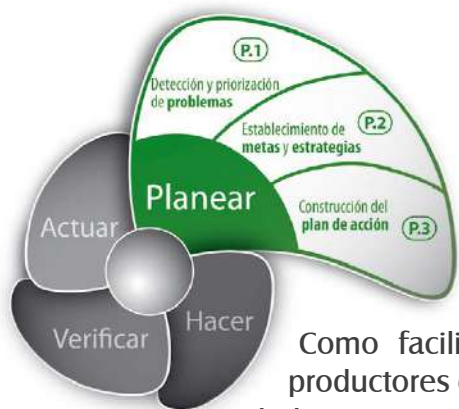 P.1
Detección y priorización
de problemas
Establecimiento de
metas y estrategias
P.2
Planear
Construcción del
plan de acción
P.3
Actuar
Verificar
Hacer
Como facili
productores